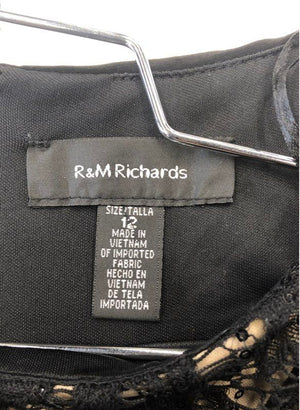 R&M Richards
SIZE/TALLA
12
MADE IN
VIETNAM
OF IMPORTED
FABRIC
HECHO EN
VIETNAM
DE TELA
IMPORTADA